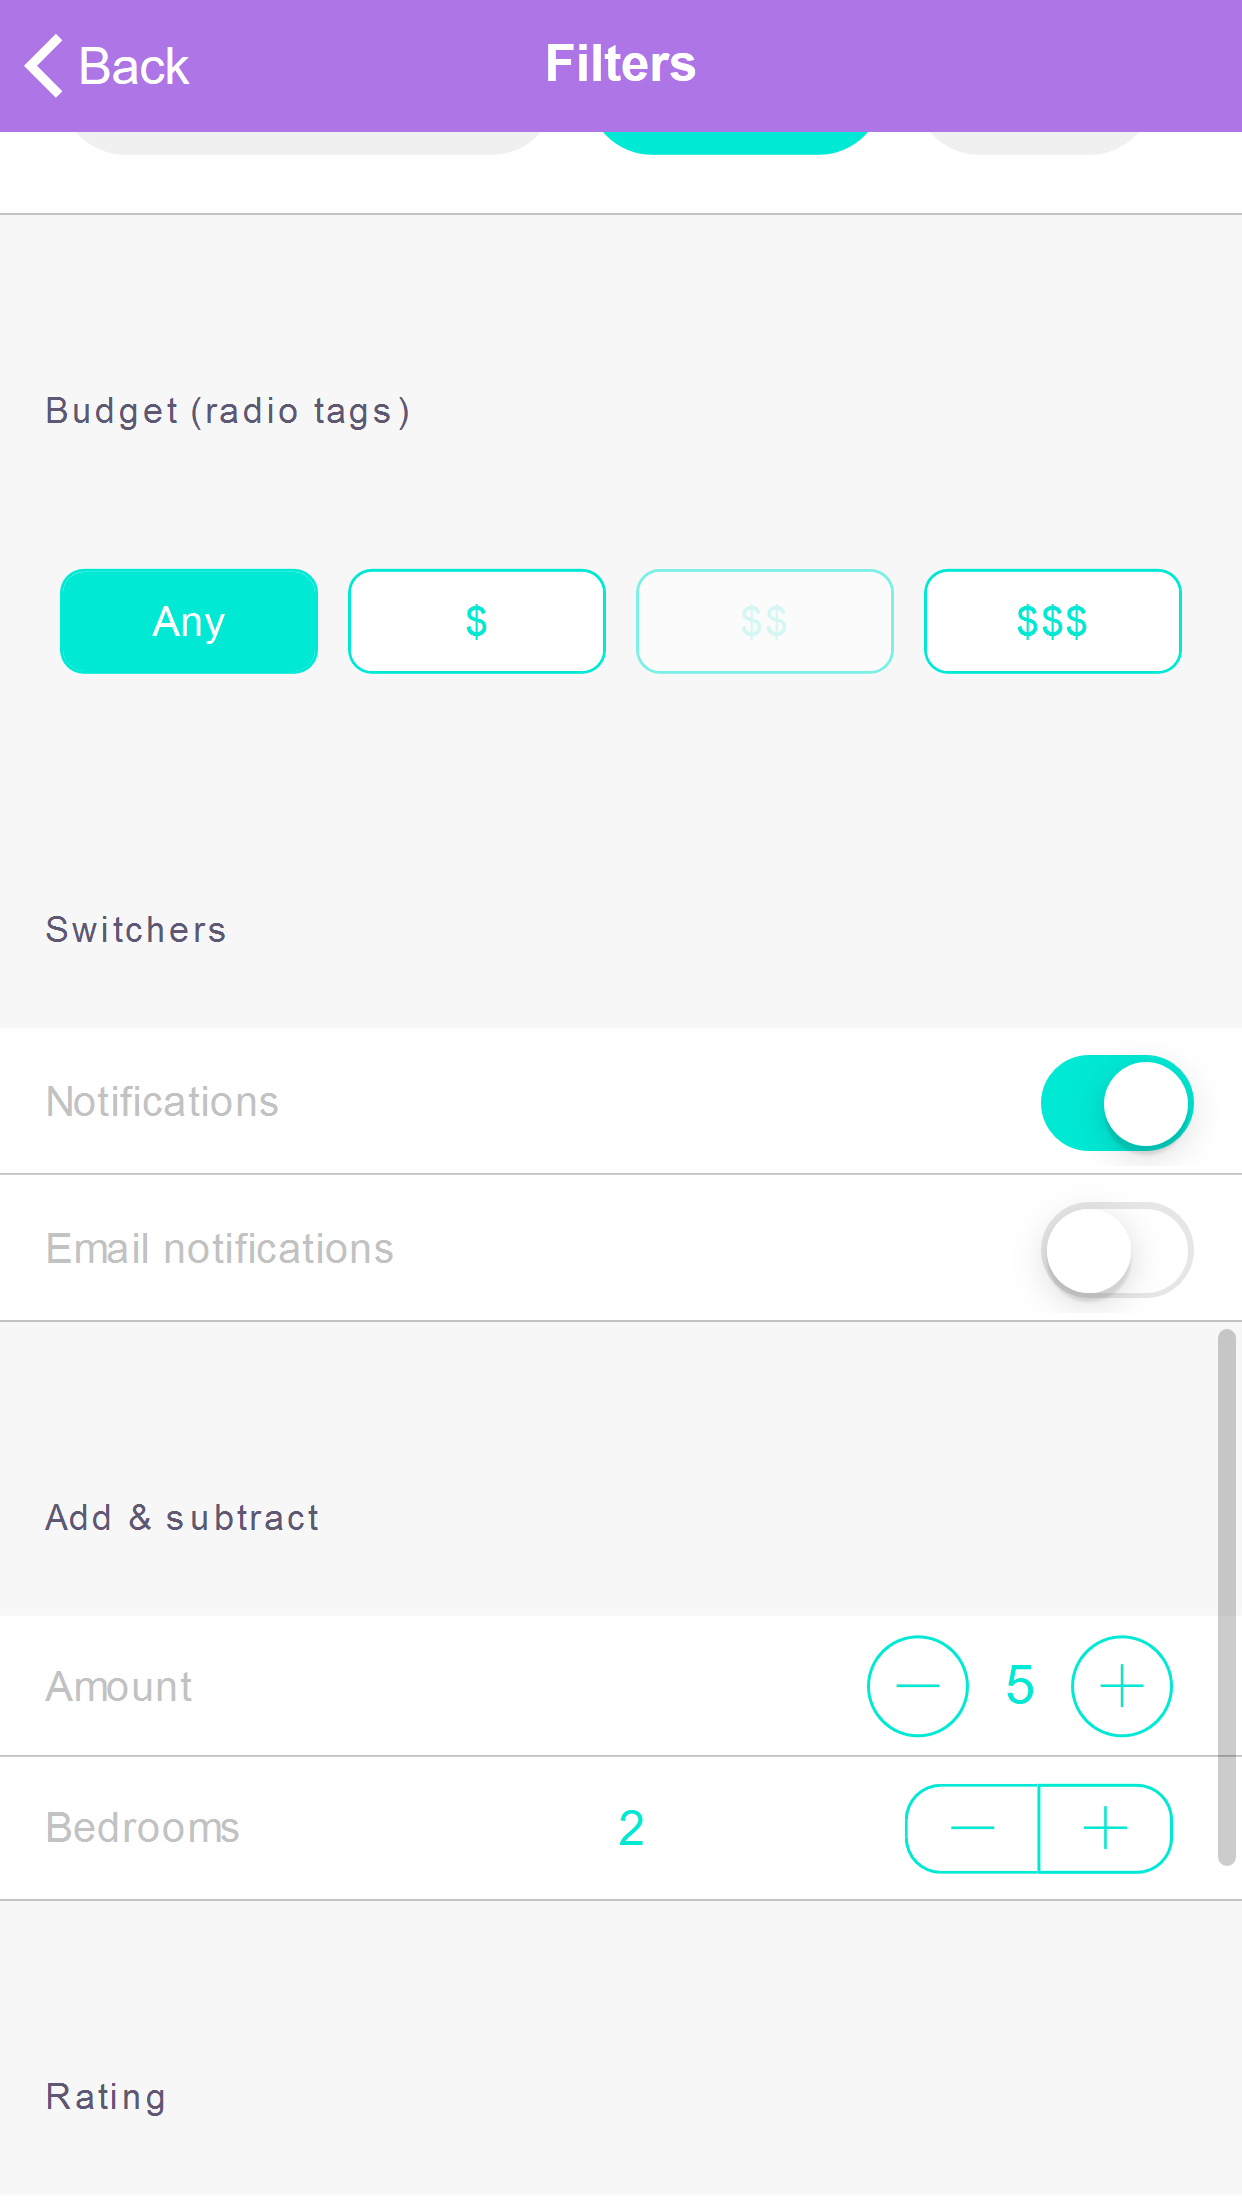 Back
Filters
Budget (radio tags)
Any
$
$$
$$$
Switchers
Notifications
Email notifications
Add & subtract
Amount
5
Bedrooms
2
Rating